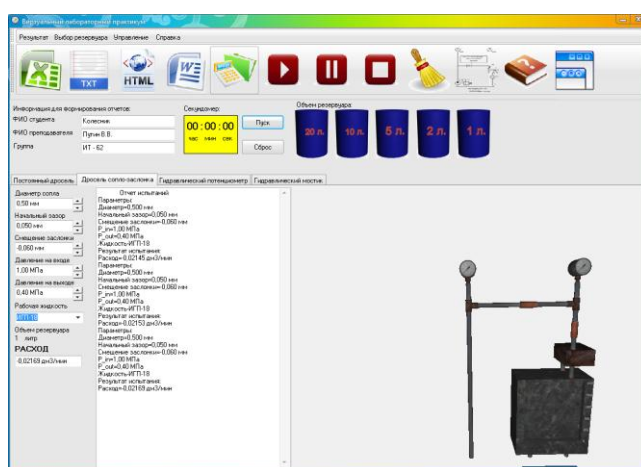 Виртуальный лабораторный практикум
Результат Выбор резервуара Управление Справка
TXT
HTML
W
Информация для формирования отчетов:
Секундомер:
Объем резервуара
ФИО студента
Колесник
ФИО преподавателя
Путин В.В.
Группа
ИТ - 62
00 : 00 : 00
час мин сек
Пуск
Сброс
20 л.
10 л.
5 л.
2 л.
1 л.
Постоянный дросель
Дросель сопло-заслонка
Гидравлический потенциометр
Гидравлический мостик
Диаметр сопла
0,50 мм
Начальный зазор
0,050 мм
Смещение заслонки
-0,060 мм
Давление на входе
1,00 МПа
Давление на выходе
0,40 МПа
Рабочая жидкость
ИГП-18
Объем резервуара
1 литр
РАСХОД
-0,02169 дм3/мин
Отчет испытаний
Параметры:
Диаметр=0,500 мм
Начальный зазор=0,050 мм
Смещение заслонки=-0,060 мм
P_in=1,00 МПа
P_out=0,40 МПа
Жидкость-ИГП-18
Результат испытания:
Расход=-0,02145 дм3/мин
Параметры:
Диаметр=0,500 мм
Начальный зазор=0,050 мм
Смещение заслонки=-0,060 мм
P_in=1,00 МПа
P_out=0,40 МПа
Жидкость-ИГП-18
Результат испытания:
Расход=-0,02153 дм3/мин
Параметры:
Диаметр=0,500 мм
Начальный зазор=0,050 мм
Смещение заслонки=-0,060 мм
P_in=1,00 МПа
P_out=0,40 МПа
Жидкость-ИГП-18
Результат испытания:
Расход=-0,02169 дм3/мин